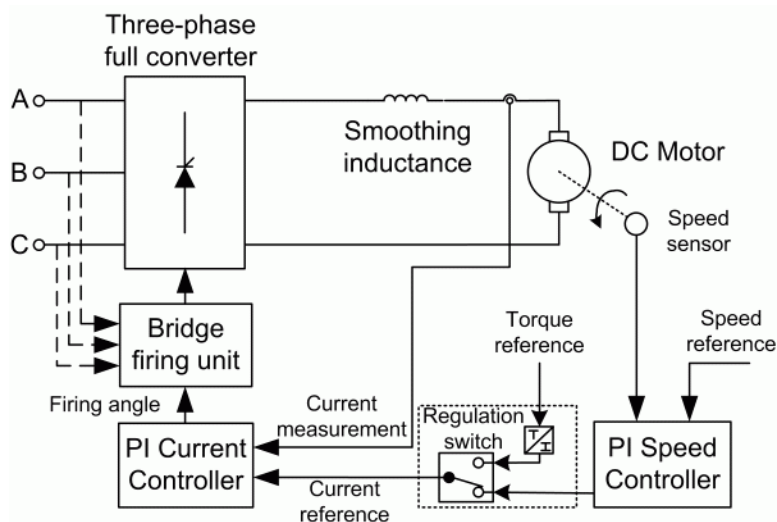 Three-phase
full converter
A
B
C
Smoothing
inductance
DC Motor
Speed
sensor
Bridge
firing unit
Torque
reference
Speed
reference
Firing angle
Current
measurement
Regulation
switch
T
I
PI Current
Controller
PI Speed
Controller
Current
reference